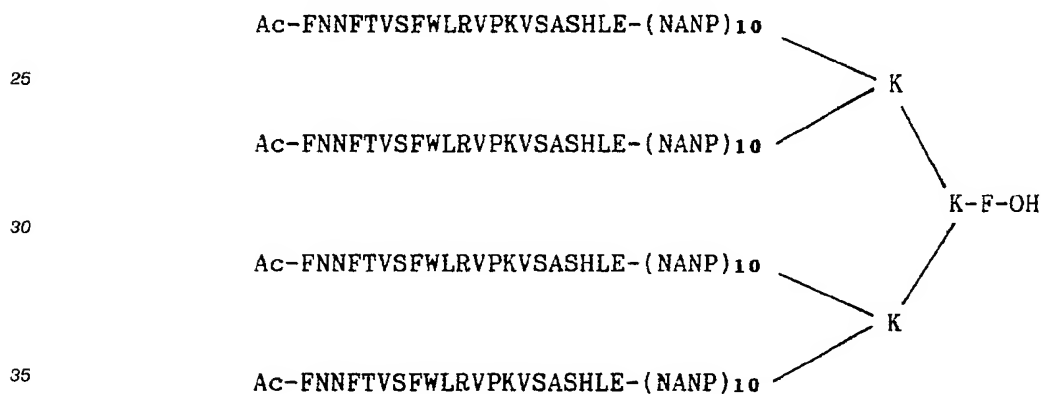 Ac-FNNFTVSFWLRVPKVSASHLE-(NANP)10
25
K
Ac-FNNFTVSFWLRVPKVSASHLE-(NANP)10
K-F-OH
30
Ac-FNNFTVSFWLRVPKVSASHLE-(NANP)10
K
35
Ac-FNNFTVSFWLRVPKVSASHLE-(NANP)10